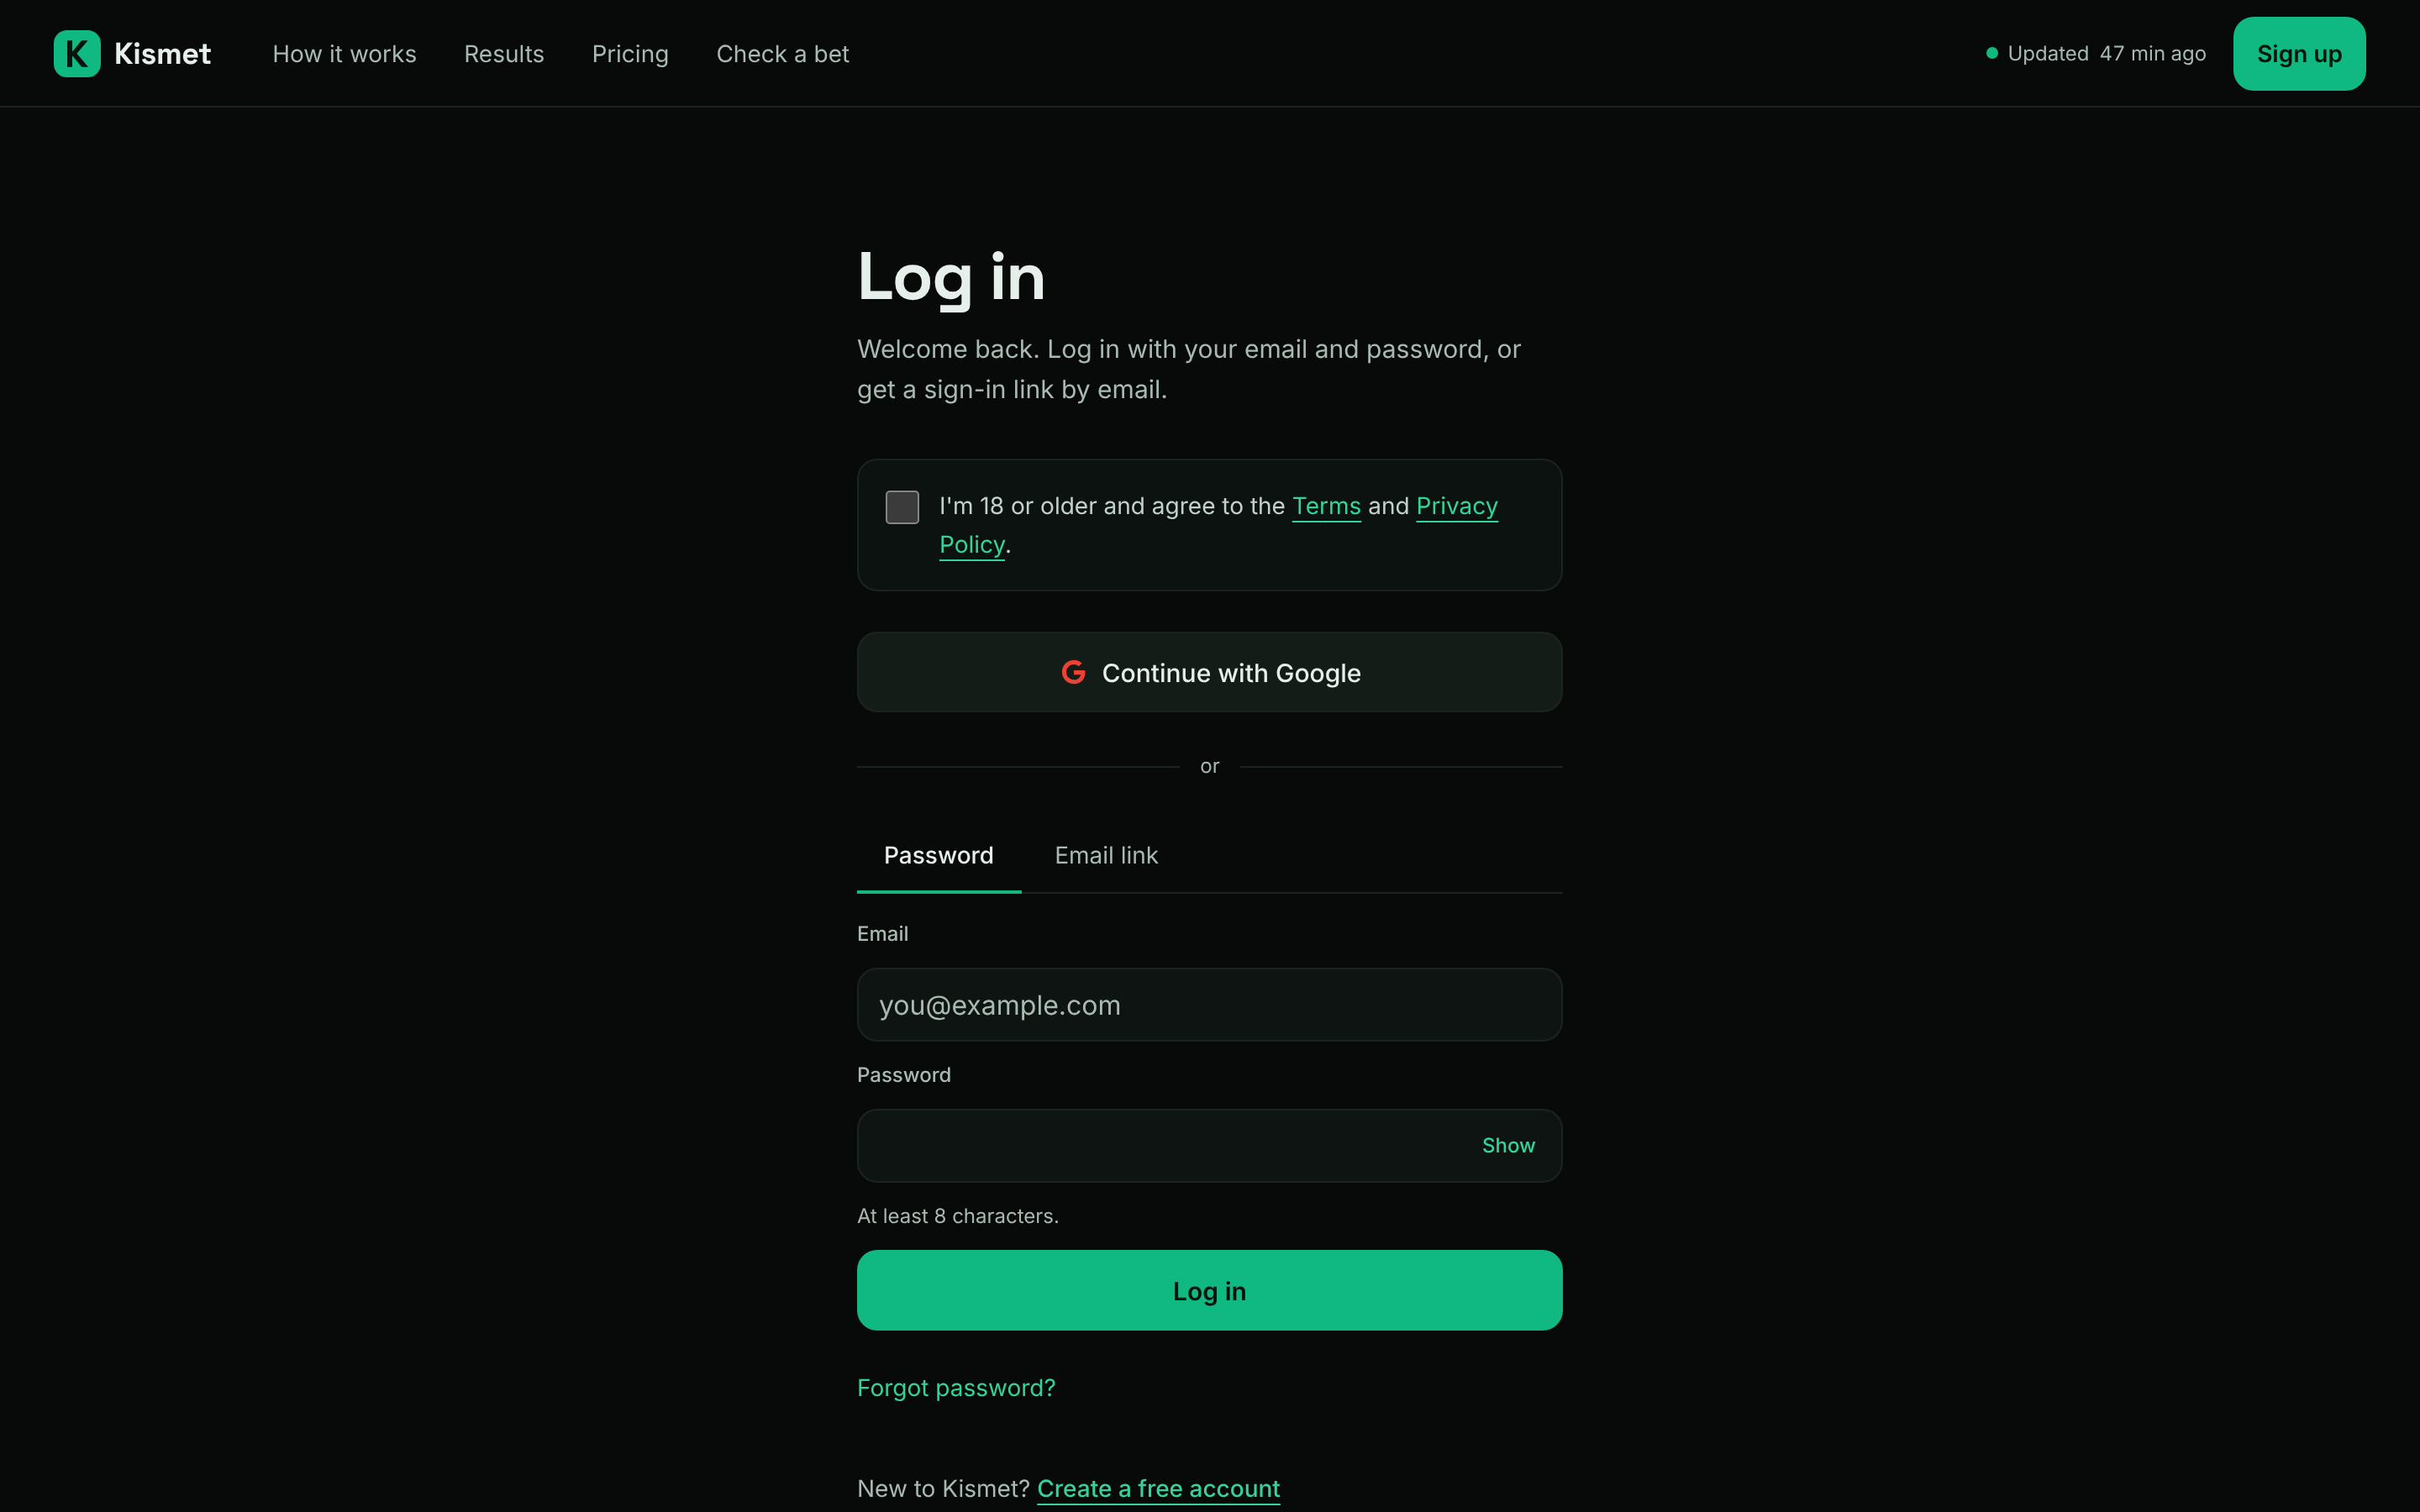 K Kismet How it works Results Pricing Check a bet Updated 47 min ago Sign up
Log in
Welcome back. Log in with your email and password, or
get a sign-in link by email.
I'm 18 or older and agree to the Terms and Privacy
Policy.
G Continue with Google
or
Password Email link
Email
you@example.com
Password
Show
At least 8 characters.
Log in
Forgot password?
New to Kismet? Create a free account